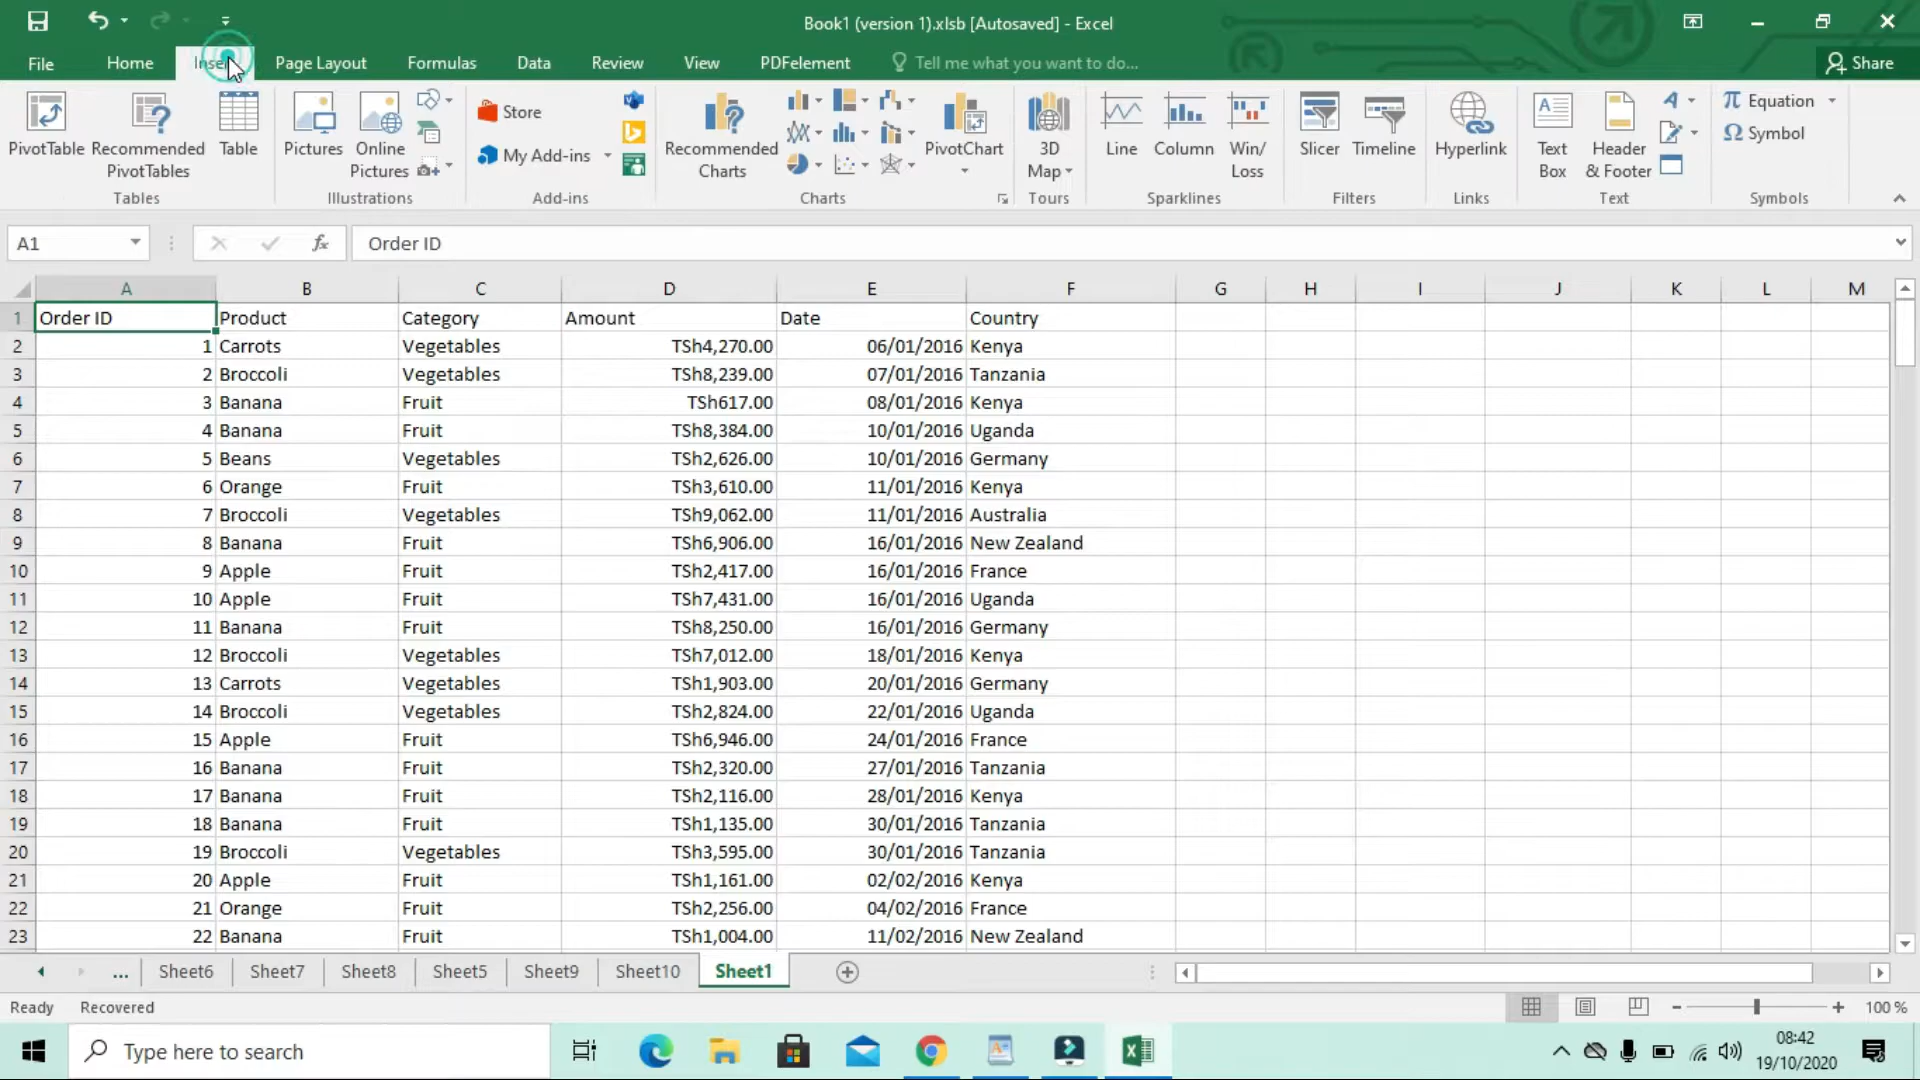 Book1 (version 1).xlsb [Autosaved] - Excel
File Home Insert Page Layout Formulas Data Review View PDFelement Tell me what you want to do... Share
PivotTable Recommended PivotTables Table Pictures Online Pictures Store My Add-ins Recommended Charts PivotChart 3D Map Line Column Win/Loss Slicer Timeline Hyperlink Text Box Header & Footer Equation Symbol
Tables Illustrations Add-ins Charts Tours Sparklines Filters Links Text Symbols
A1 fx Order ID
A B C D E F G H I J K L M
1 Order ID Product Category Amount Date Country
2 1 Carrots Vegetables TSh4,270.00 06/01/2016 Kenya
3 2 Broccoli Vegetables TSh8,239.00 07/01/2016 Tanzania
4 3 Banana Fruit TSh617.00 08/01/2016 Kenya
5 4 Banana Fruit TSh8,384.00 10/01/2016 Uganda
6 5 Beans Vegetables TSh2,626.00 10/01/2016 Germany
7 6 Orange Fruit TSh3,610.00 11/01/2016 Kenya
8 7 Broccoli Vegetables TSh9,062.00 11/01/2016 Australia
9 8 Banana Fruit TSh6,906.00 16/01/2016 New Zealand
10 9 Apple Fruit TSh2,417.00 16/01/2016 France
11 10 Apple Fruit TSh7,431.00 16/01/2016 Uganda
12 11 Banana Fruit TSh8,250.00 16/01/2016 Germany
13 12 Broccoli Vegetables TSh7,012.00 18/01/2016 Kenya
14 13 Carrots Vegetables TSh1,903.00 20/01/2016 Germany
15 14 Broccoli Vegetables TSh2,824.00 22/01/2016 Uganda
16 15 Apple Fruit TSh6,946.00 24/01/2016 France
17 16 Banana Fruit TSh2,320.00 27/01/2016 Tanzania
18 17 Banana Fruit TSh2,116.00 28/01/2016 Kenya
19 18 Banana Fruit TSh1,135.00 30/01/2016 Tanzania
20 19 Broccoli Vegetables TSh3,595.00 30/01/2016 Tanzania
21 20 Apple Fruit TSh1,161.00 02/02/2016 Kenya
22 21 Orange Fruit TSh2,256.00 04/02/2016 France
23 22 Banana Fruit TSh1,004.00 11/02/2016 New Zealand
... Sheet6 Sheet7 Sheet8 Sheet5 Sheet9 Sheet10 Sheet1
Ready Recovered 100 %
Type here to search 08:42
19/10/2020